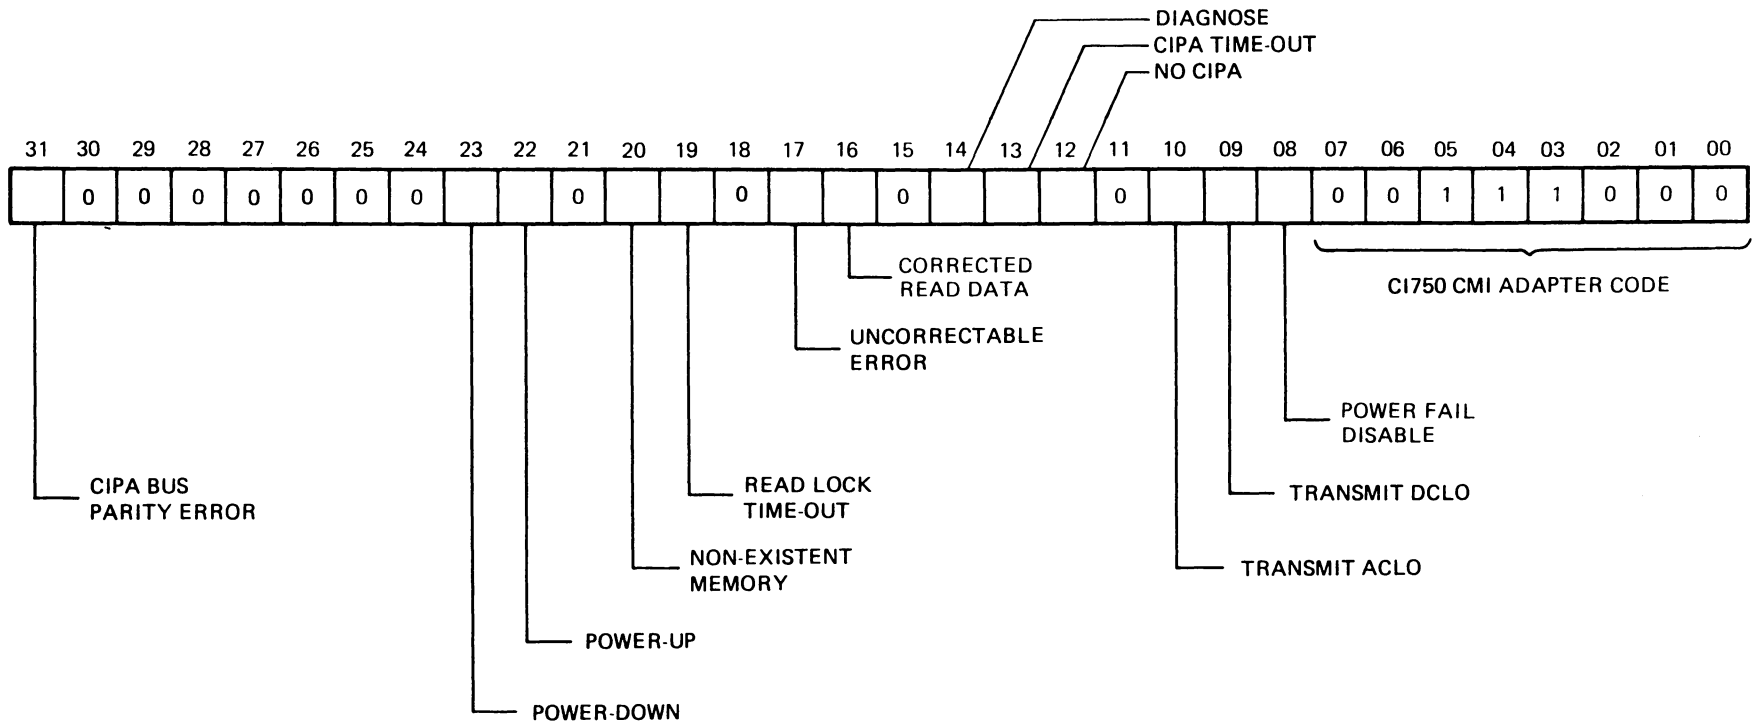 DIAGNOSE
CIPA TIME-OUT
NO CIPA
31 30 29 28 27 26 25 24 23 22 21 20 19 18 17 16 15 14 13 12 11 10 09 08 07 06 05 04 03 02 01 00
0 0 0 0 0 0 0 0 0 0 0 0 0 1 1 1 0 0 0
CORRECTED
READ DATA
CI750 CMI ADAPTER CODE
UNCORRECTABLE
ERROR
POWER FAIL
DISABLE
CIPA BUS
PARITY ERROR
READ LOCK
TIME-OUT
TRANSMIT DCLO
NON-EXISTENT
MEMORY
TRANSMIT ACLO
POWER-UP
POWER-DOWN